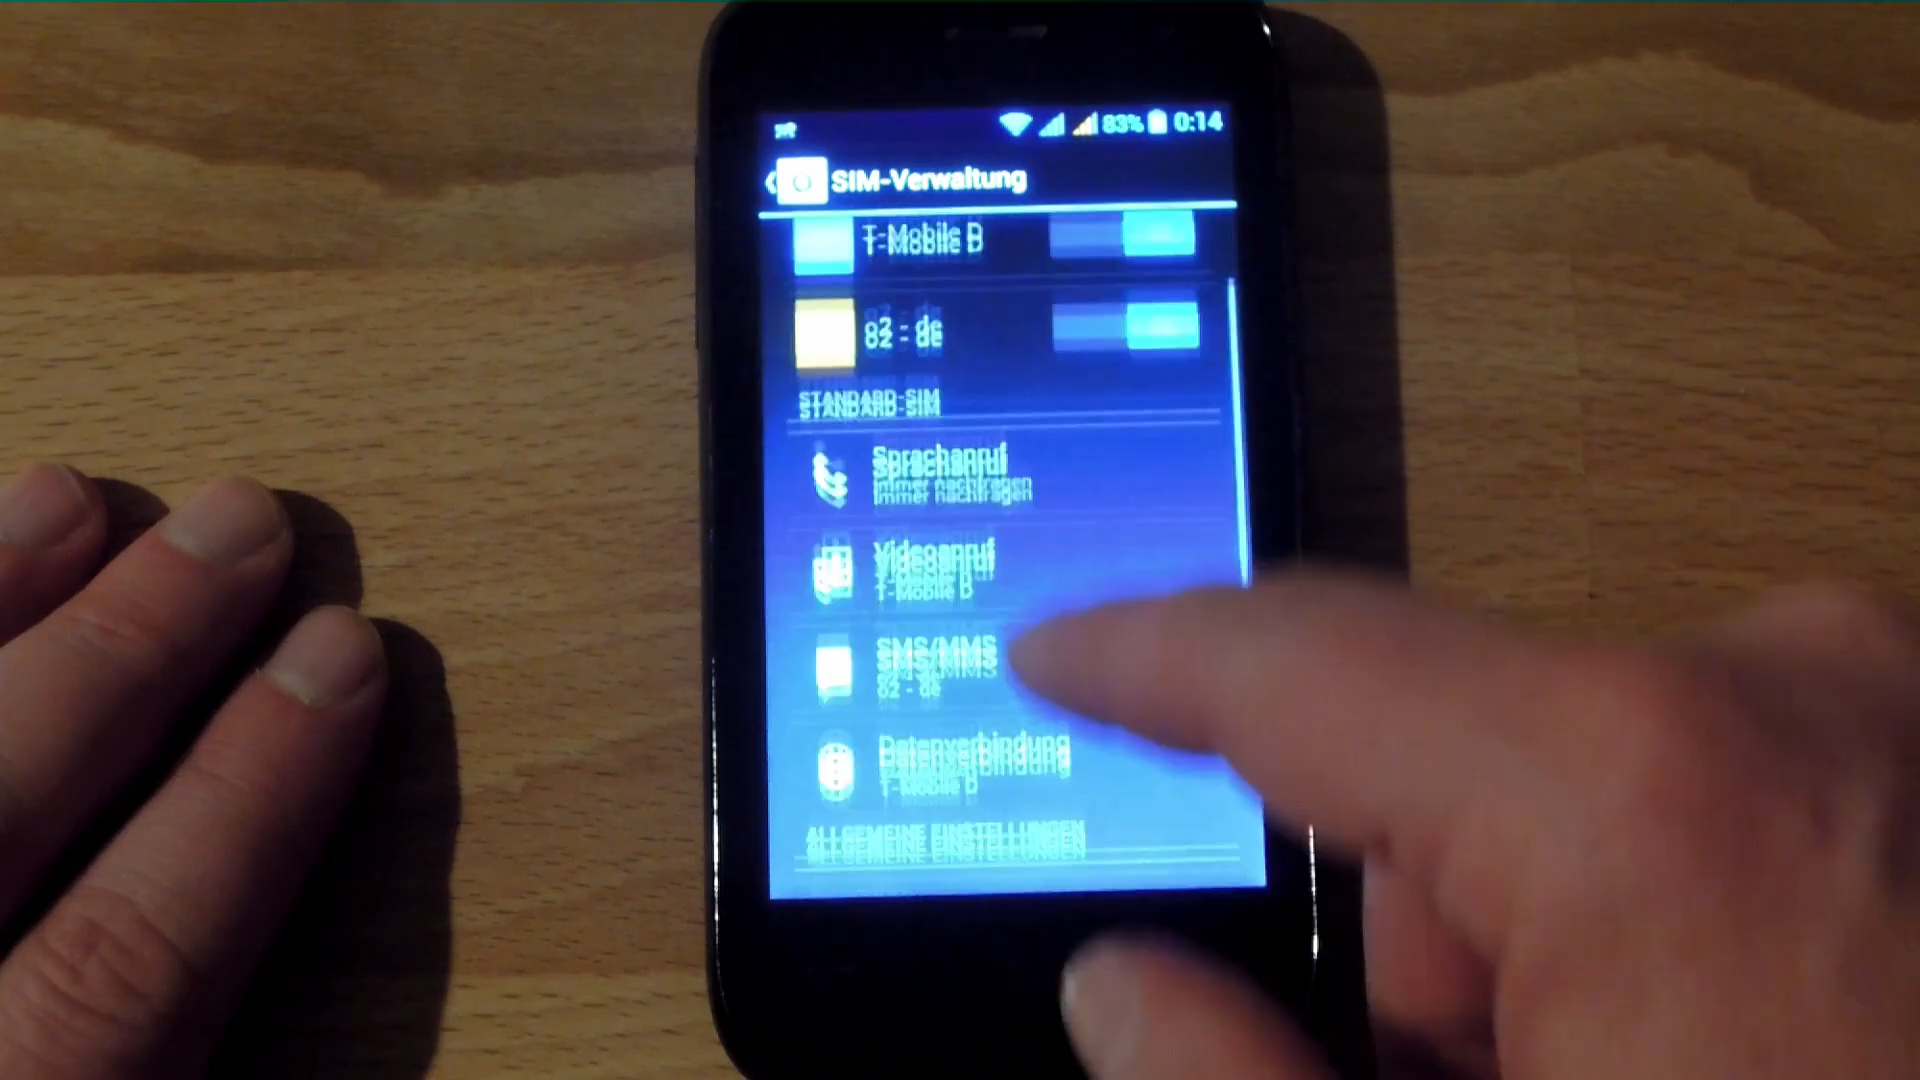 83% 0:14
SIM-Verwaltung
T-Mobile D
o2 - de
STANDARD-SIM
Sprachanruf
Immer nachfragen
Videoanruf
T-Mobile D
SMS/MMS
o2 - de
Datenverbindung
T-Mobile D
ALLGEMEINE EINSTELLUNGEN